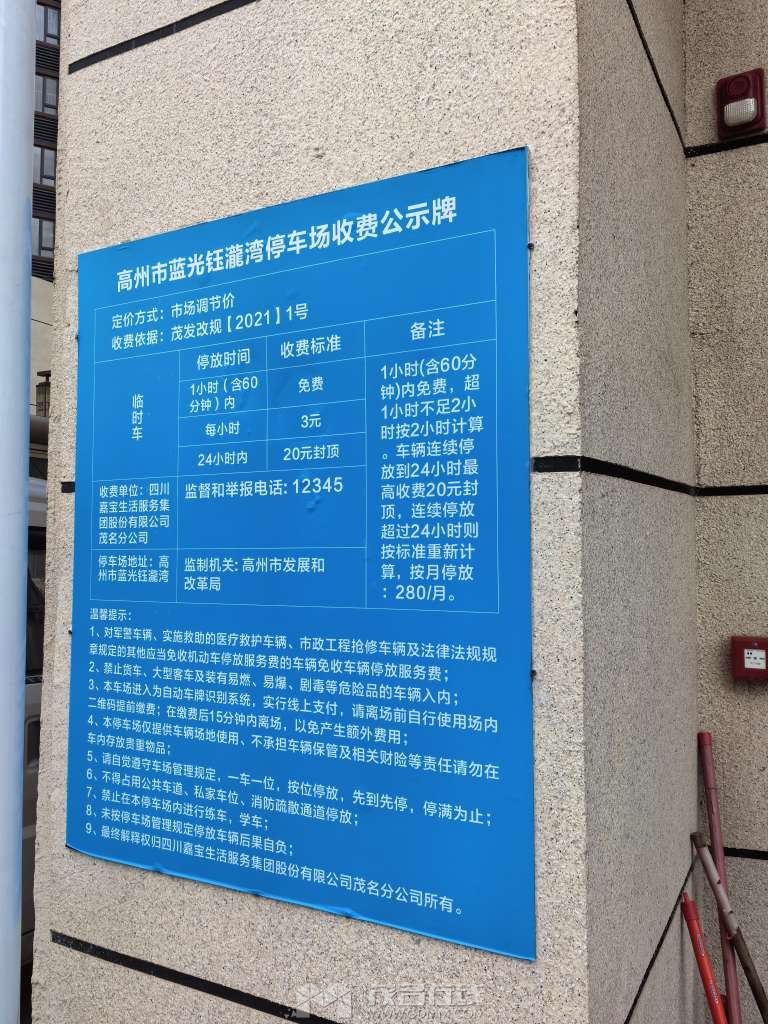 高州市蓝光钰瀧湾停车场收费公示牌
定价方式：市场调节价
收费依据：茂发改规【2021】1号
临时车
停放时间
收费标准
1小时（含60
分钟）内
免费
每小时
3元
24小时内
20元封顶
备注
1小时(含60分
钟)内免费，超
1小时不足2小
时按2小时计算
。车辆连续停
放到24小时最
高收费20元封
顶，连续停放
超过24小时则
按标准重新计
算，按月停放
：280/月。
收费单位：四川
嘉宝生活服务集
团股份有限公司
茂名分公司
监督和举报电话：12345
停车场地址：高
州市蓝光钰瀧湾
监制机关：高州市发展和
改革局
温馨提示：
1、对军警车辆、实施救助的医疗救护车辆、市政工程抢修车辆及法律法规规
章规定的其他应当免收机动车停放服务费的车辆免收车辆停放服务费；
2、禁止货车、大型客车及装有易燃、易爆、剧毒等危险品的车辆入内；
3、本车场进入为自动车牌识别系统，实行线上支付，请离场前自行使用场内
二维码提前缴费；在缴费后15分钟内离场，以免产生额外费用；
4、本停车场仅提供车辆场地使用、不承担车辆保管及相关财险等责任请勿在
车内存放贵重物品；
5、请自觉遵守车场管理规定，一车一位，按位停放，先到先停，停满为止；
6、不得占用公共车道、私家车位、消防疏散通道停放；
7、禁止在本停车场内进行练车，学车；
8、未按停车场管理规定停放车辆后果自负；
9、最终解释权归四川嘉宝生活服务集团股份有限公司茂名分公司所有。
茂名在线